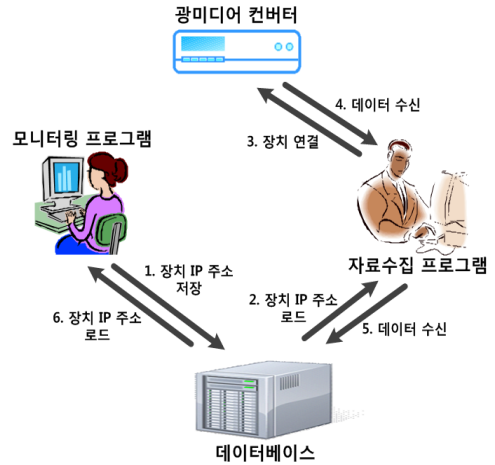 광미디어 컨버터
4. 데이터 수신
3. 장치 연결
모니터링 프로그램
자료수집 프로그램
1. 장치 IP 주소
저장
2. 장치 IP 주소
로드
6. 장치 IP 주소
로드
5. 데이터 수신
데이터베이스